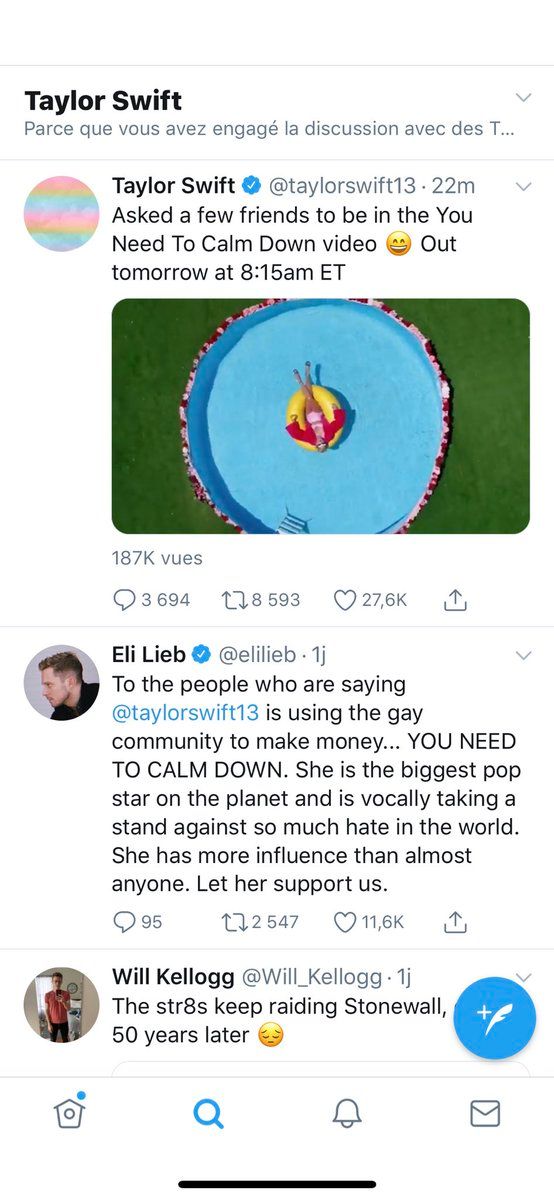 Taylor Swift
Parce que vous avez engagé la discussion avec des T...
Taylor Swift @taylorswift13 · 22m
Asked a few friends to be in the You
Need To Calm Down video 😄 Out
tomorrow at 8:15am ET
187K vues
3 694 8 593 27,6K
Eli Lieb @elilieb · 1j
To the people who are saying
@taylorswift13 is using the gay
community to make money... YOU NEED
TO CALM DOWN. She is the biggest pop
star on the planet and is vocally taking a
stand against so much hate in the world.
She has more influence than almost
anyone. Let her support us.
95 2 547 11,6K
Will Kellogg @Will_Kellogg · 1j
The str8s keep raiding Stonewall,
50 years later 😔